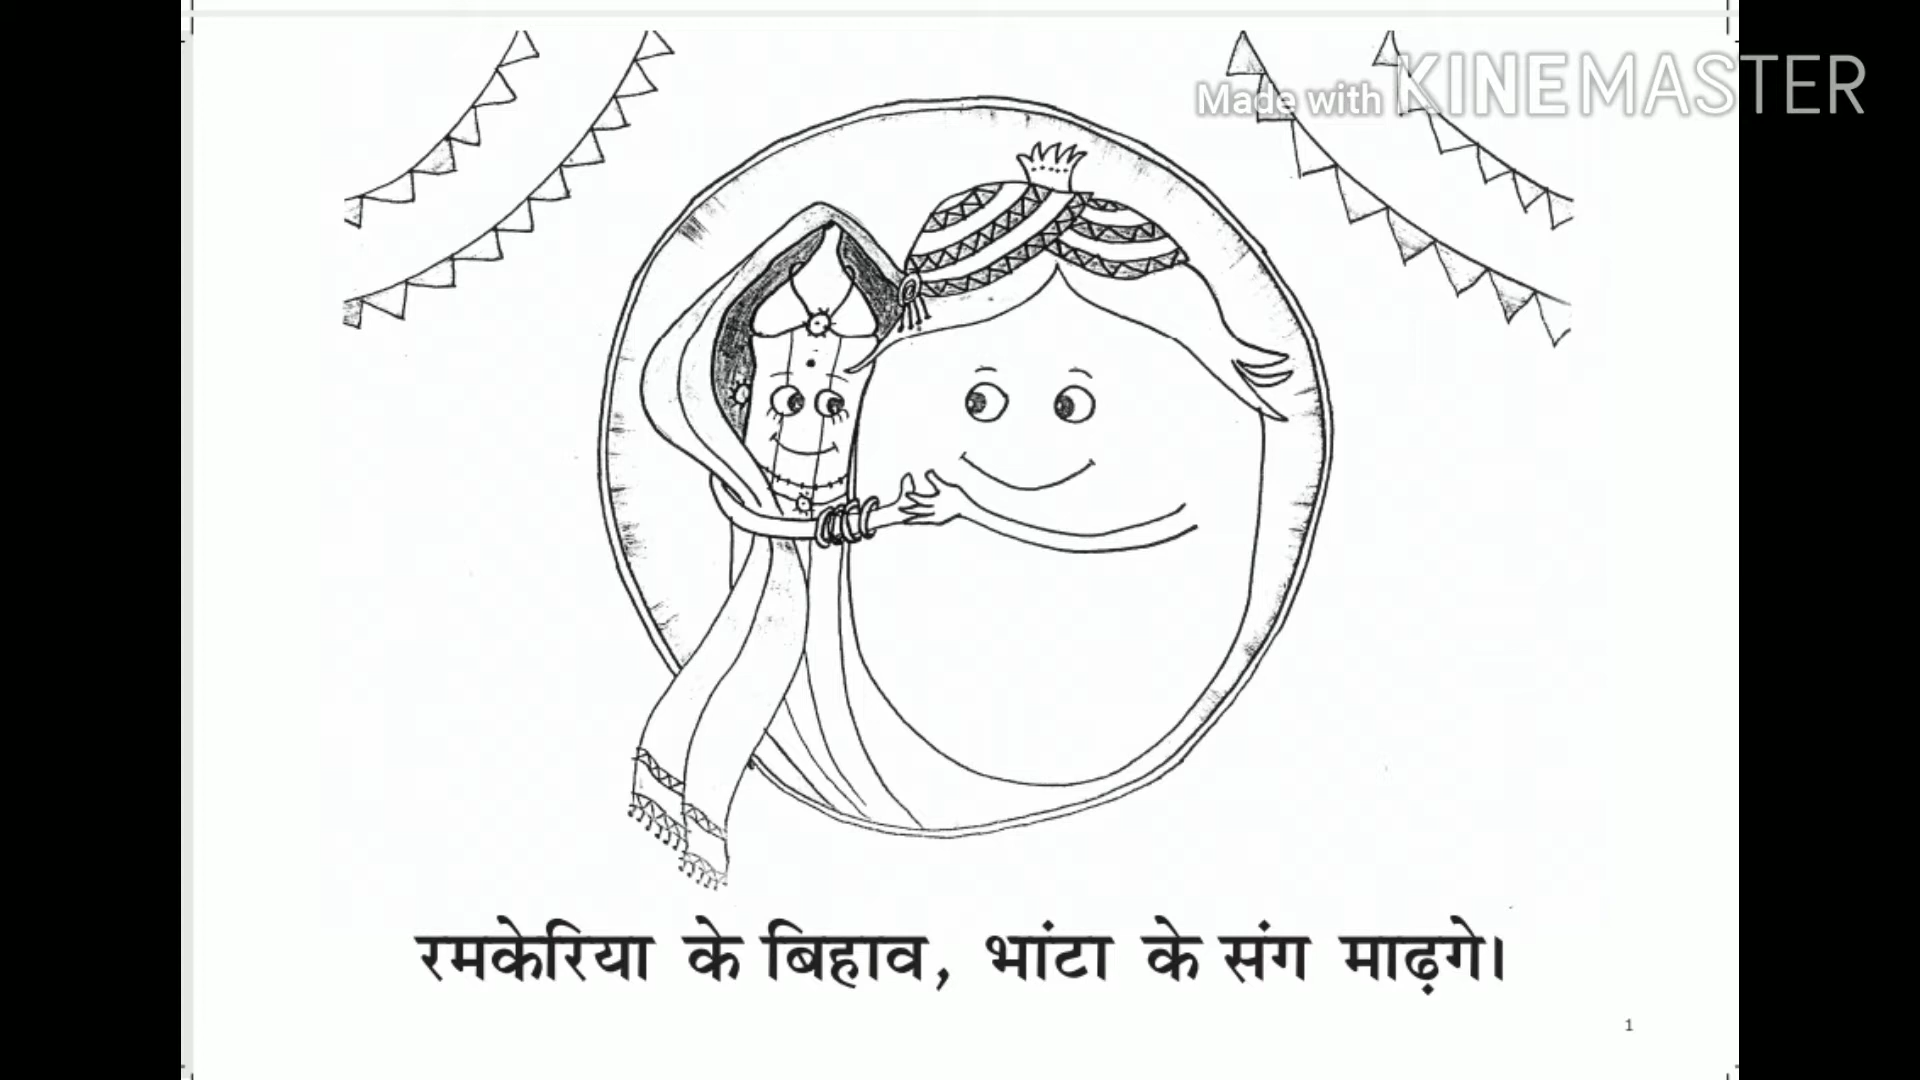 Made with KINEMASTER
रमकेरिया के बिहाव, भांटा के संग माढ़गे।
1